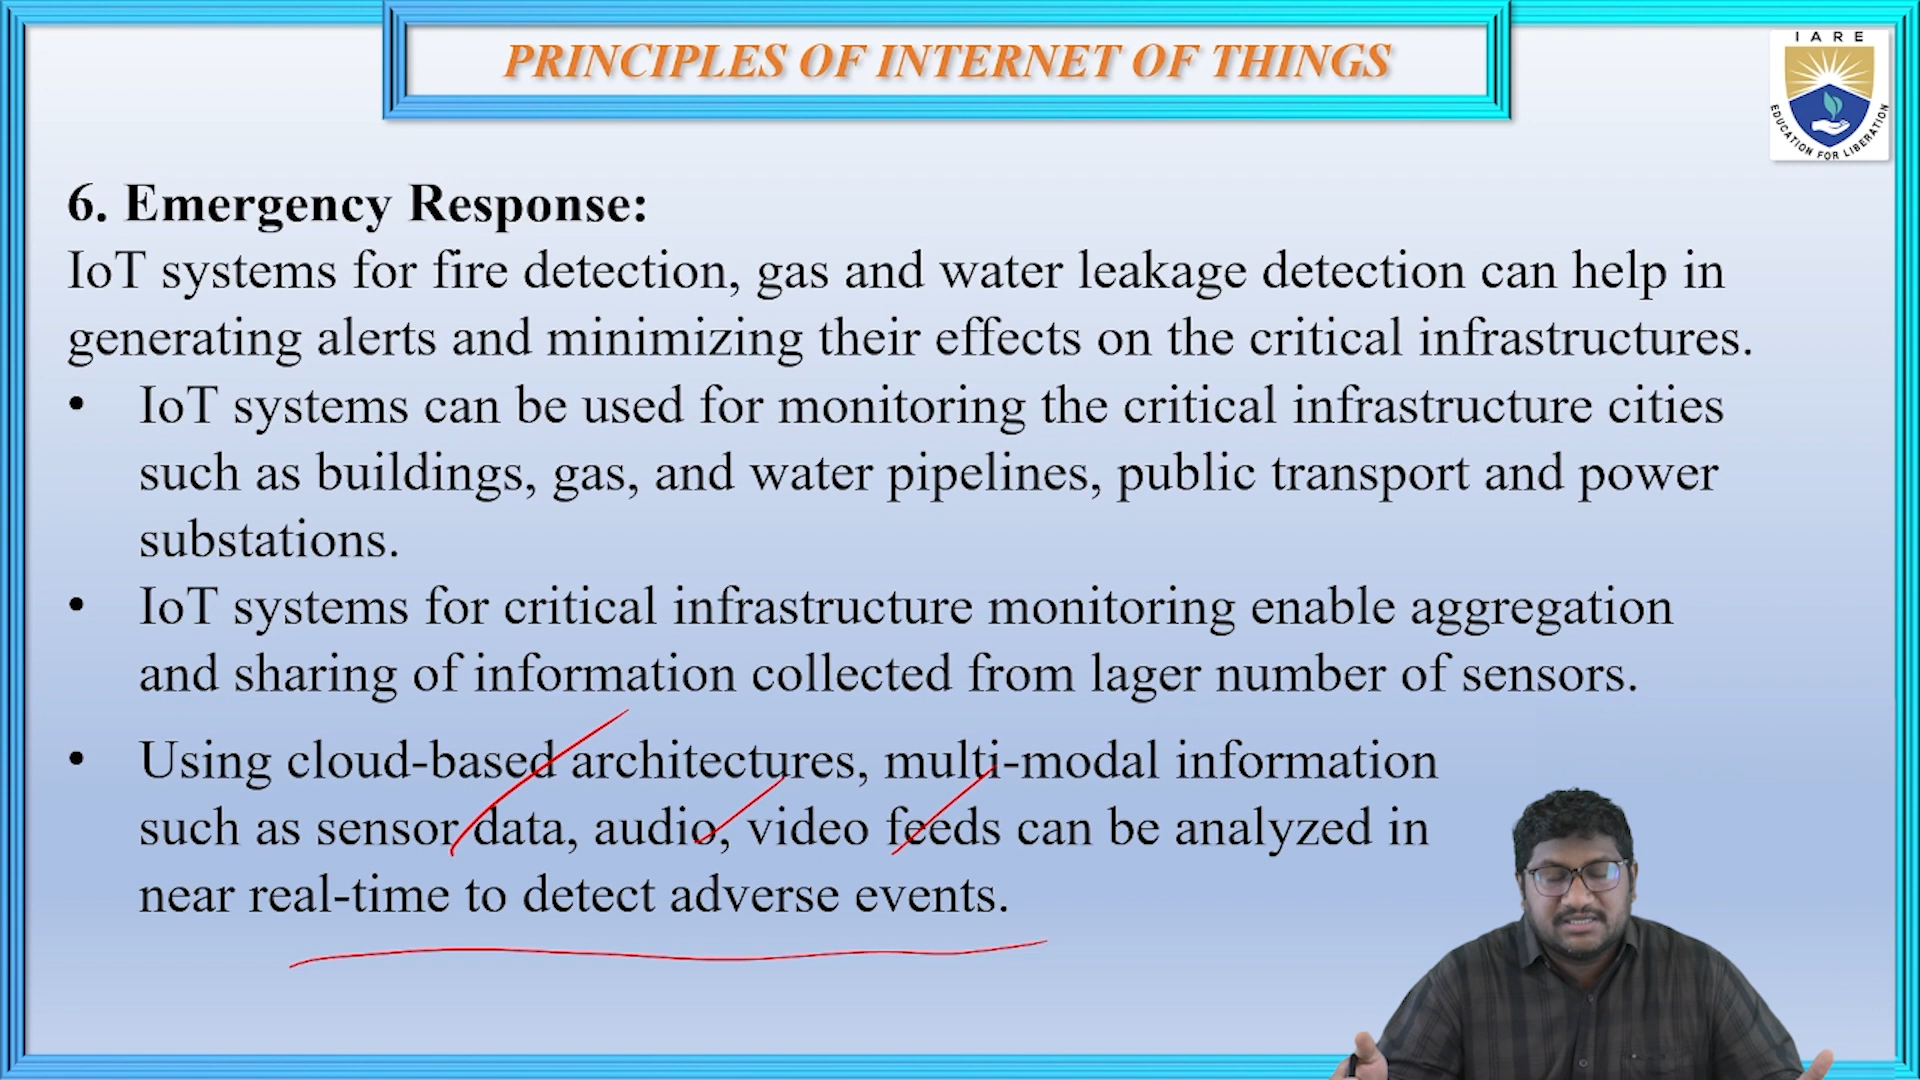 PRINCIPLES OF INTERNET OF THINGS
IARE
EDUCATION FOR LIBERATION
6. Emergency Response:
IoT systems for fire detection, gas and water leakage detection can help in
generating alerts and minimizing their effects on the critical infrastructures.
• IoT systems can be used for monitoring the critical infrastructure cities
such as buildings, gas, and water pipelines, public transport and power
substations.
• IoT systems for critical infrastructure monitoring enable aggregation
and sharing of information collected from lager number of sensors.
• Using cloud-based architectures, multi-modal information
such as sensor data, audio, video feeds can be analyzed in
near real-time to detect adverse events.